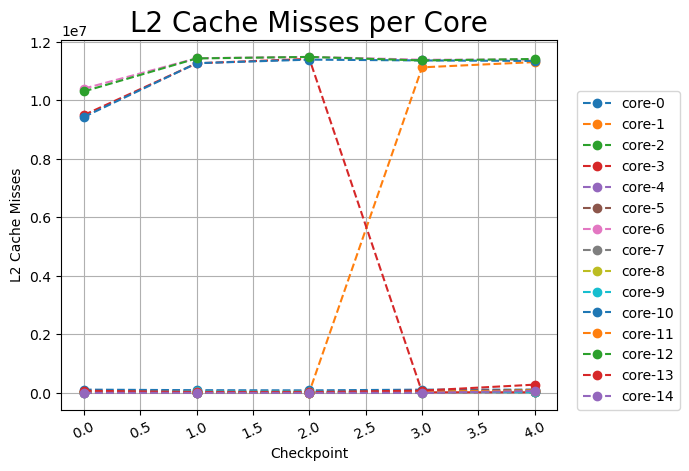 L2 Cache Misses per Core
1e7
1.2
1.0
0.8
0.6
0.4
0.2
0.0
L2 Cache Misses
0.0 0.5 1.0 1.5 2.0 2.5 3.0 3.5 4.0
Checkpoint
core-0
core-1
core-2
core-3
core-4
core-5
core-6
core-7
core-8
core-9
core-10
core-11
core-12
core-13
core-14